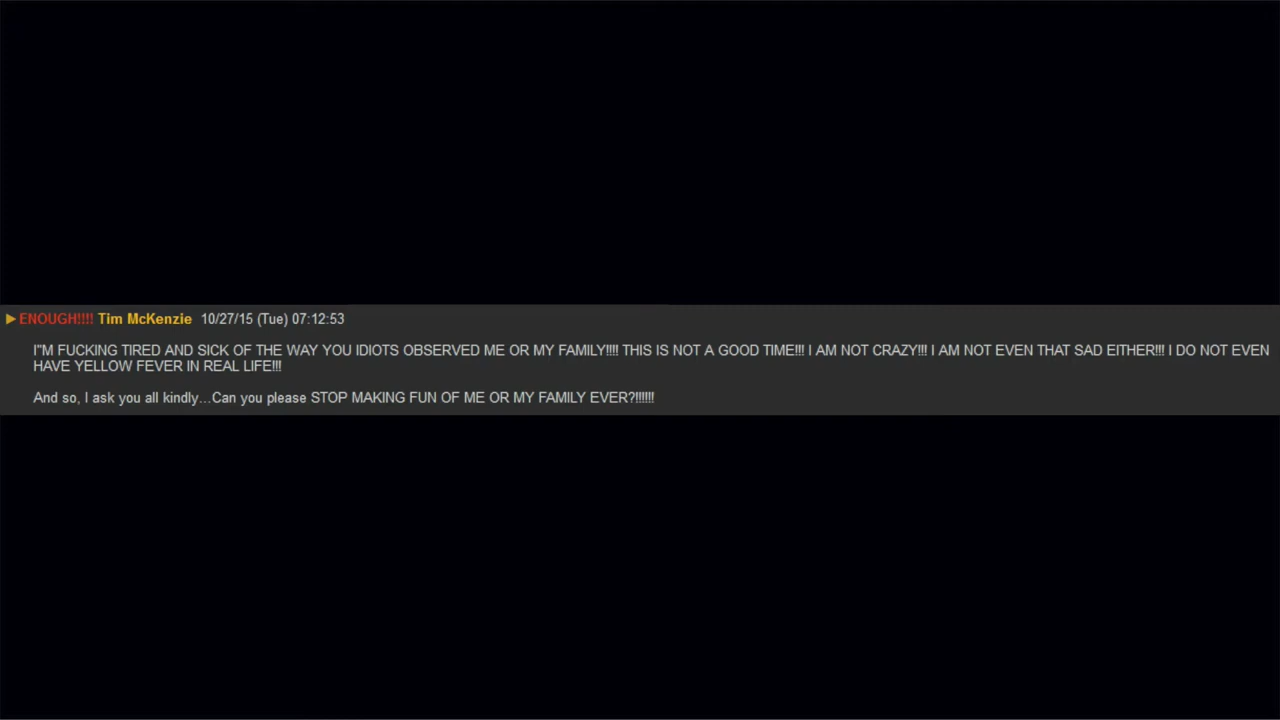 ENOUGH!!!! Tim McKenzie 10/27/15 (Tue) 07:12:53
I"M FUCKING TIRED AND SICK OF THE WAY YOU IDIOTS OBSERVED ME OR MY FAMILY!!!! THIS IS NOT A GOOD TIME!!! I AM NOT CRAZY!!! I AM NOT EVEN THAT SAD EITHER!!! I DO NOT EVEN
HAVE YELLOW FEVER IN REAL LIFE!!!
And so, I ask you all kindly...Can you please STOP MAKING FUN OF ME OR MY FAMILY EVER?!!!!!!